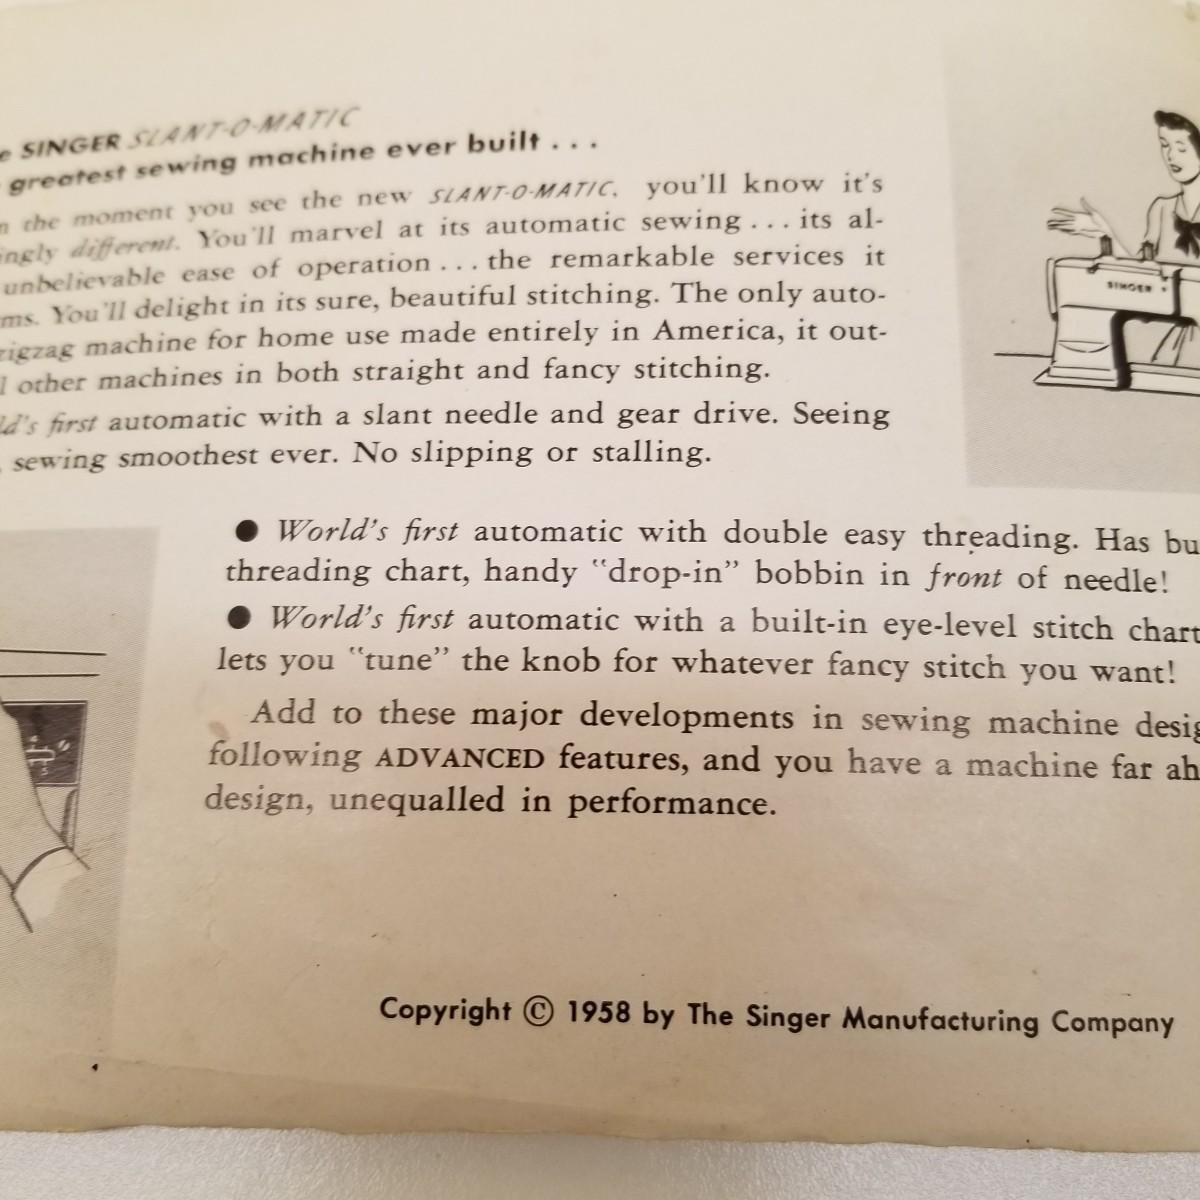 e SINGER SLANT-O-MATIC
greatest sewing machine ever built . . .
the moment you see the new SLANT-O-MATIC, you'll know it's
ingly different. You'll marvel at its automatic sewing . . . its al-
unbelievable ease of operation . . . the remarkable services it
ms. You'll delight in its sure, beautiful stitching. The only auto-
zigzag machine for home use made entirely in America, it out-
l other machines in both straight and fancy stitching.
ld's first automatic with a slant needle and gear drive. Seeing
, sewing smoothest ever. No slipping or stalling.
SINGER
● World's first automatic with double easy threading. Has bu
threading chart, handy "drop-in" bobbin in front of needle!
● World's first automatic with a built-in eye-level stitch chart
lets you "tune" the knob for whatever fancy stitch you want!
Add to these major developments in sewing machine desig
following ADVANCED features, and you have a machine far ah
design, unequalled in performance.
Copyright © 1958 by The Singer Manufacturing Company